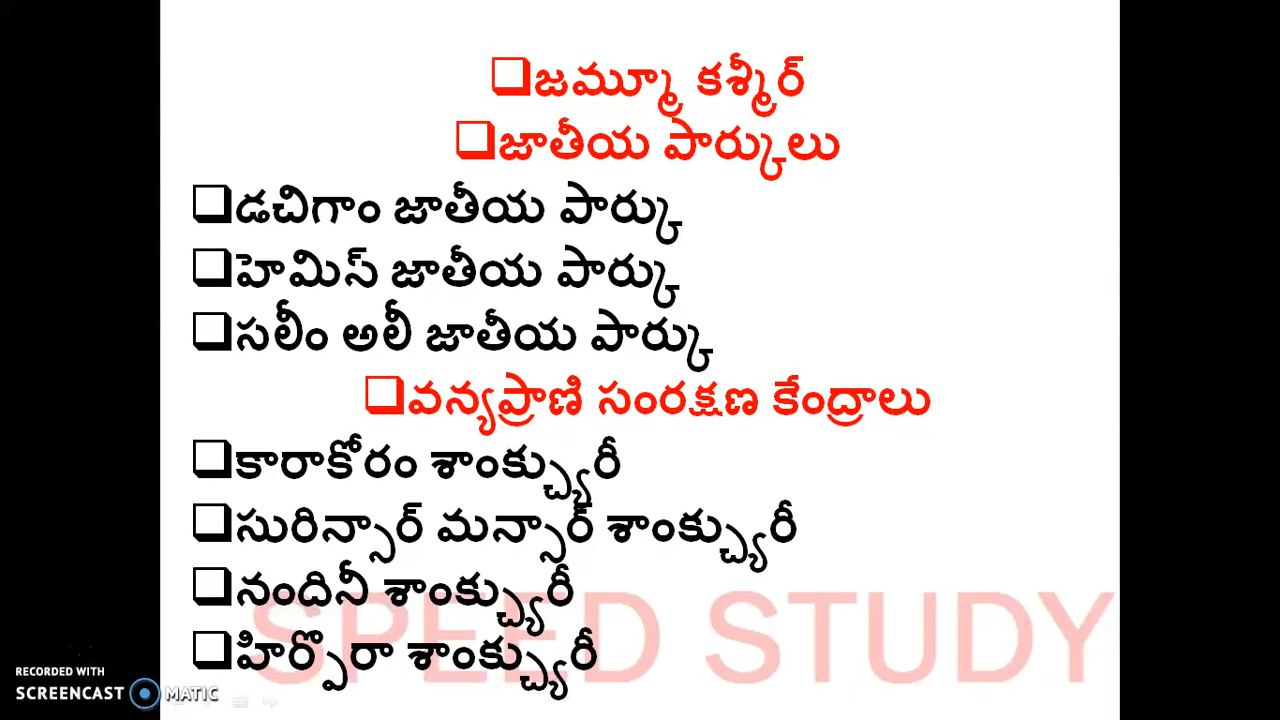 ❑జమ్మూ కశ్మీర్
❑జాతీయ పార్కులు
❑డచిగాం జాతీయ పార్కు
❑హెమిస్ జాతీయ పార్కు
❑సలీం అలీ జాతీయ పార్కు
❑వన్యప్రాణి సంరక్షణ కేంద్రాలు
❑కారాకోరం శాంక్చ్యురీ
❑సురిన్సార్ మన్సార్ శాంక్చ్యురీ
❑నందినీ శాంక్చ్యురీ
❑హిర్పొరా శాంక్చ్యురీ
SPEED STUDY
RECORDED WITH
SCREENCAST MATIC